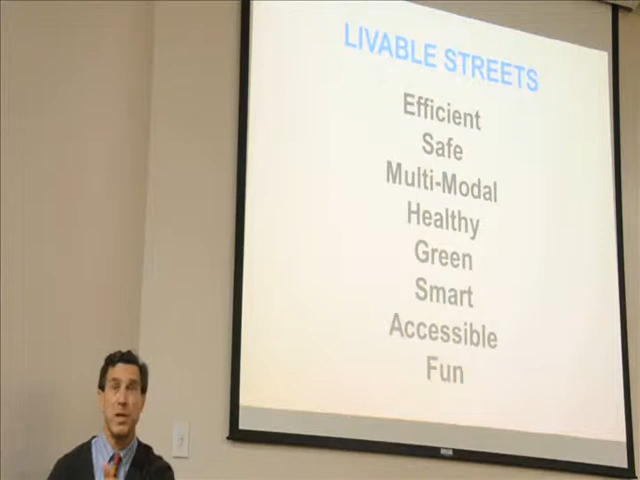 LIVABLE STREETS
Efficient
Safe
Multi-Modal
Healthy
Green
Smart
Accessible
Fun